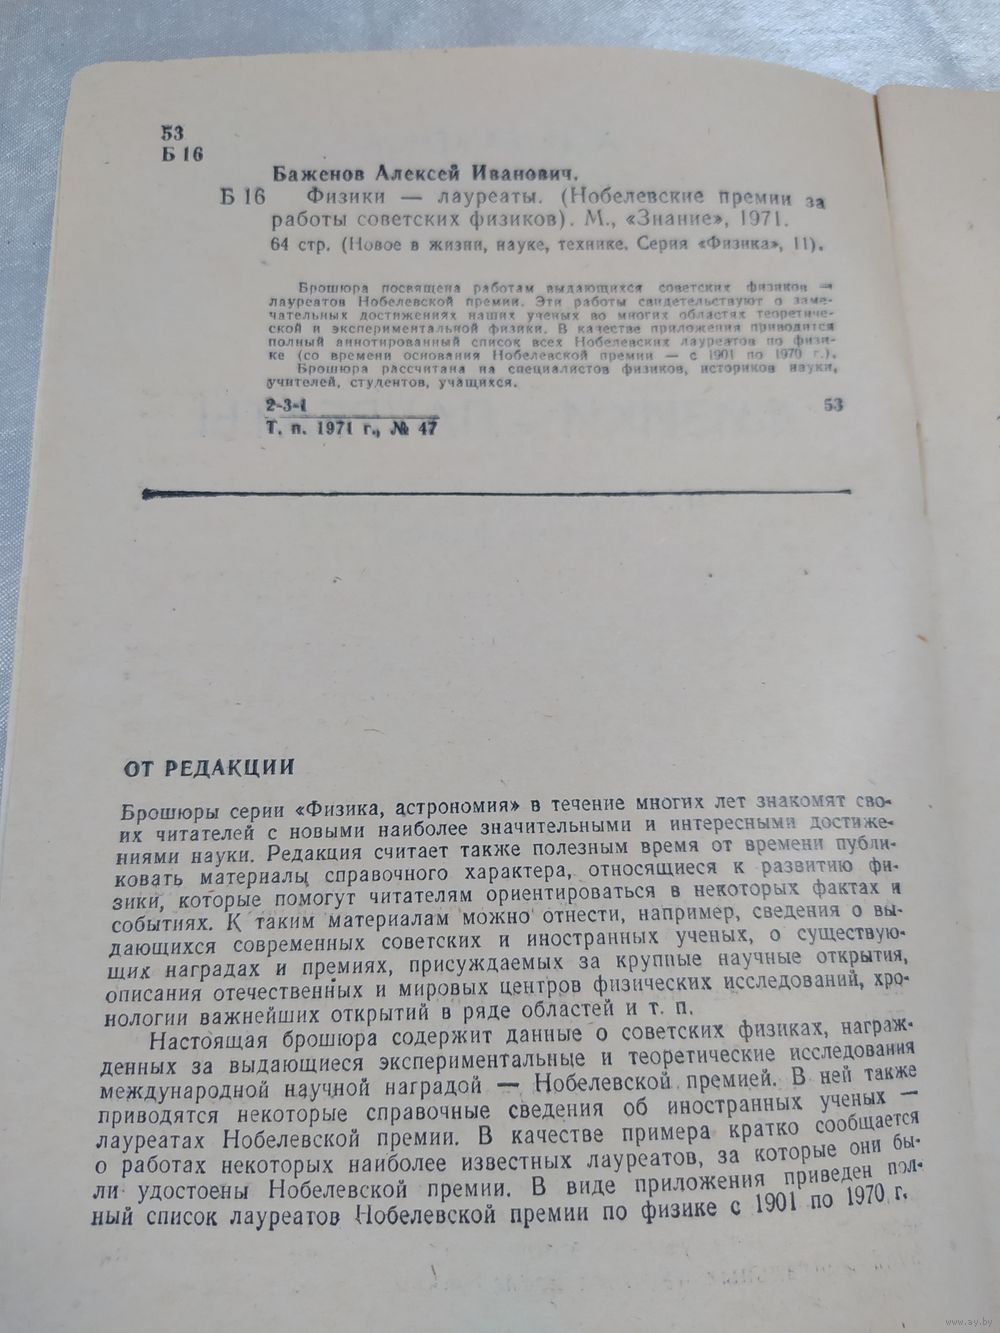 53
Б 16
Баженов Алексей Иванович.
Б 16 Физики — лауреаты. (Нобелевские премии за
работы советских физиков). М., «Знание», 1971.
64 стр. (Новое в жизни, науке, технике. Серия «Физика», 11).
Брошюра посвящена работам выдающихся советских физиков —
лауреатов Нобелевской премии. Эти работы свидетельствуют о заме-
чательных достижениях наших ученых во многих областях теоретиче-
ской и экспериментальной физики. В качестве приложения приводится
полный аннотированный список всех Нобелевских лауреатов по физи-
ке (со времени основания Нобелевской премии — с 1901 по 1970 г.).
Брошюра рассчитана на специалистов физиков, историков науки,
учителей, студентов, учащихся.
2-3-1 53
Т. п. 1971 г., № 47
ОТ РЕДАКЦИИ
Брошюры серии «Физика, астрономия» в течение многих лет знакомят сво-
их читателей с новыми наиболее значительными и интересными достиже-
ниями науки. Редакция считает также полезным время от времени публи-
ковать материалы справочного характера, относящиеся к развитию фи-
зики, которые помогут читателям ориентироваться в некоторых фактах и
событиях. К таким материалам можно отнести, например, сведения о вы-
дающихся современных советских и иностранных ученых, о существую-
щих наградах и премиях, присуждаемых за крупные научные открытия,
описания отечественных и мировых центров физических исследований, хро-
нологии важнейших открытий в ряде областей и т. п.
Настоящая брошюра содержит данные о советских физиках, награж-
денных за выдающиеся экспериментальные и теоретические исследования
международной научной наградой — Нобелевской премией. В ней также
приводятся некоторые справочные сведения об иностранных ученых —
лауреатах Нобелевской премии. В качестве примера кратко сообщается
о работах некоторых наиболее известных лауреатов, за которые они бы-
ли удостоены Нобелевской премии. В виде приложения приведен пол-
ный список лауреатов Нобелевской премии по физике с 1901 по 1970 г.
www.ay.by